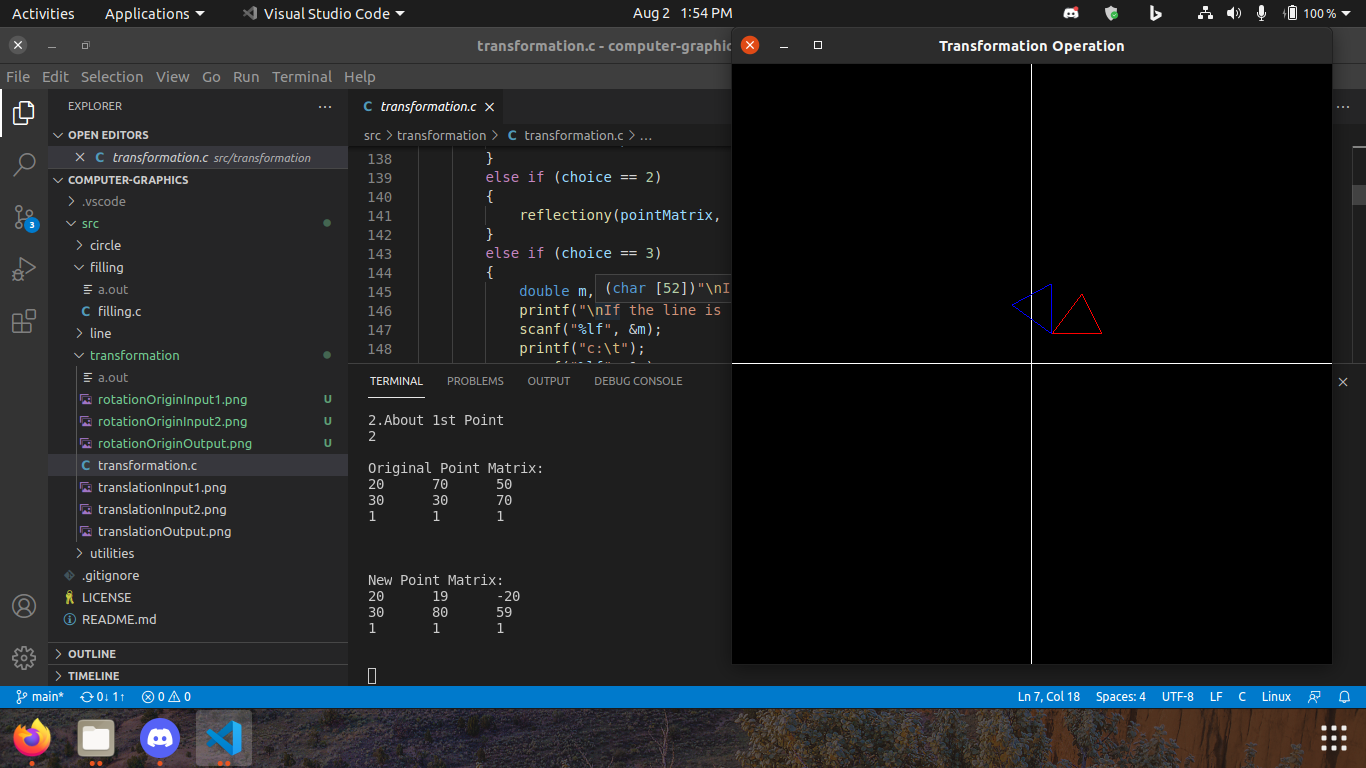 Activities Applications Visual Studio Code Aug 2 1:54 PM 100 %
transformation.c - computer-graphic
Transformation Operation
File Edit Selection View Go Run Terminal Help
EXPLORER
OPEN EDITORS
transformation.c src/transformation
COMPUTER-GRAPHICS
.vscode
src
circle
filling
a.out
C filling.c
line
transformation
a.out
rotationOriginInput1.png U
rotationOriginInput2.png U
rotationOriginOutput.png U
C transformation.c
translationInput1.png
translationInput2.png
translationOutput.png
utilities
.gitignore
LICENSE
README.md
OUTLINE
TIMELINE
3
C transformation.c
src > transformation > C transformation.c > ...
138 }
139 else if (choice == 2)
140 {
141 reflectiony(pointMatrix,
142 }
143 else if (choice == 3)
144 {
(char [52])"\nI
145 double m,
146 printf("\nIf the line is
147 scanf("%lf", &m);
148 printf("c:\t");
TERMINAL PROBLEMS OUTPUT DEBUG CONSOLE
2.About 1st Point
2
Original Point Matrix:
20 70 50
30 30 70
1 1 1
New Point Matrix:
20 19 -20
30 80 59
1 1 1
main* 0↓ 1↑ 0 0 Ln 7, Col 18 Spaces: 4 UTF-8 LF C Linux